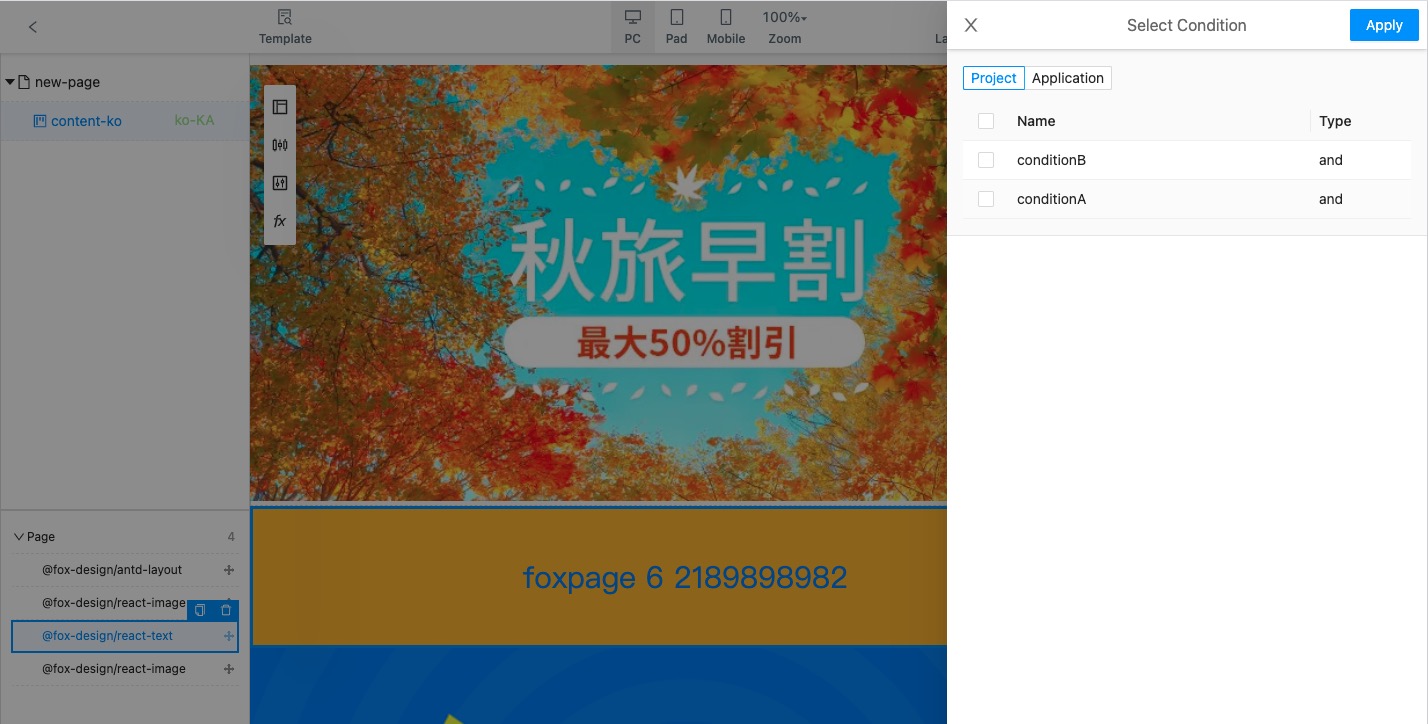 Template
PC
Pad
Mobile
100%
Zoom
La
Select Condition
Apply
new-page
content-ko
ko-KA
fx
秋旅早割
最大50%割引
foxpage 6 2189898982
Page
4
@fox-design/antd-layout
@fox-design/react-image
@fox-design/react-text
@fox-design/react-image
Project
Application
Name
Type
conditionB
and
conditionA
and